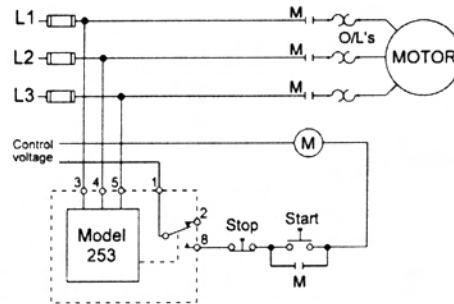 L1
M
O/L's
L2
M
MOTOR
L3
M
Control
voltage
M
3 4 5 1
2
8
Model
253
Stop
Start
M